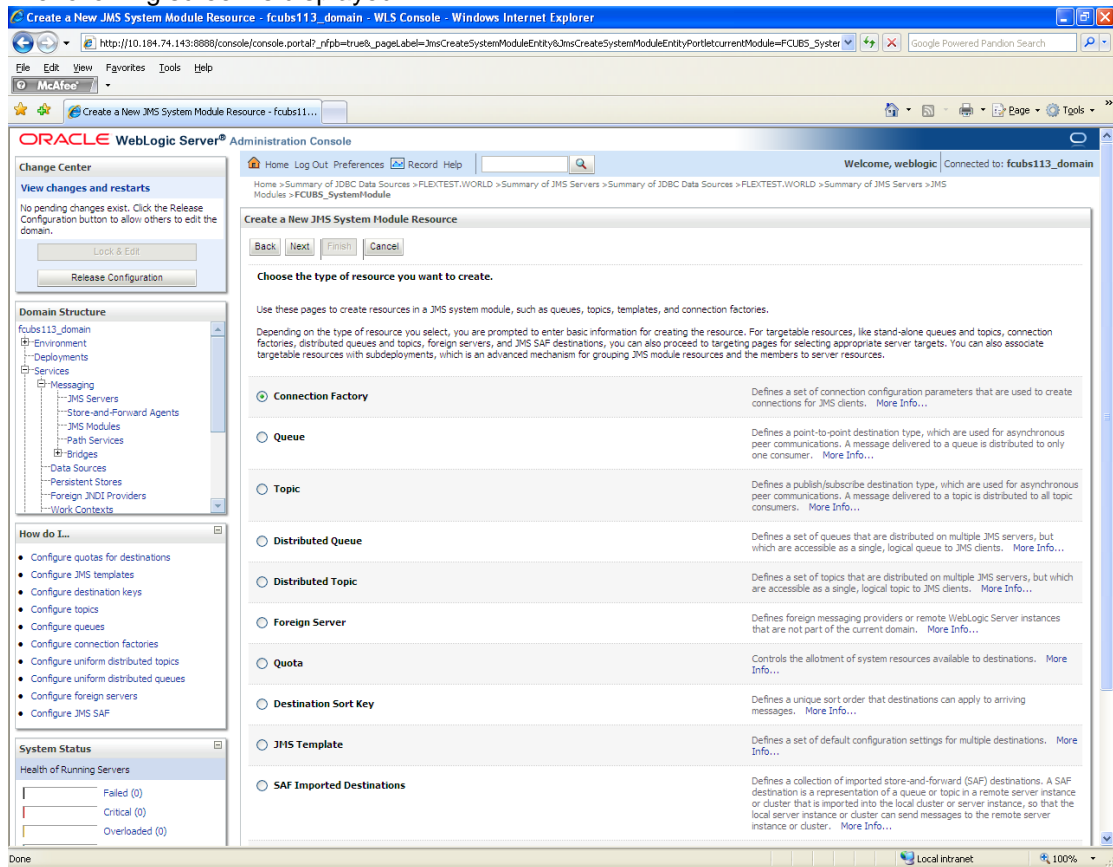 Create a New JMS System Module Resource - fcubs113_domain - WLS Console - Windows Internet Explorer
http://10.184.74.143:8888/console/console.portal?_nfpb=true&_pageLabel=JmsCreateSystemModuleEntity&JmsCreateSystemModuleEntityPortletcurrentModule=FCUBS_System
Google Powered Pandion Search
File Edit View Favorites Tools Help
McAfee
Create a New JMS System Module Resource - fcubs11...
Page Tools
ORACLE WebLogic Server® Administration Console
Change Center
View changes and restarts
No pending changes exist. Click the Release
Configuration button to allow others to edit the
domain.
Lock & Edit
Release Configuration
Domain Structure
fcubs113_domain
Environment
Deployments
Services
Messaging
JMS Servers
Store-and-Forward Agents
JMS Modules
Path Services
Bridges
Data Sources
Persistent Stores
Foreign JNDI Providers
Work Contexts
How do I...
Configure quotas for destinations
Configure JMS templates
Configure destination keys
Configure topics
Configure queues
Configure connection factories
Configure uniform distributed topics
Configure uniform distributed queues
Configure foreign servers
Configure JMS SAF
System Status
Health of Running Servers
Failed (0)
Critical (0)
Overloaded (0)
Home Log Out Preferences Record Help
Welcome, weblogic Connected to: fcubs113_domain
Home >Summary of JDBC Data Sources >FLEXTEST.WORLD >Summary of JMS Servers >Summary of JDBC Data Sources >FLEXTEST.WORLD >Summary of JMS Servers >JMS
Modules >FCUBS_SystemModule
Create a New JMS System Module Resource
Back Next Finish Cancel
Choose the type of resource you want to create.
Use these pages to create resources in a JMS system module, such as queues, topics, templates, and connection factories.
Depending on the type of resource you select, you are prompted to enter basic information for creating the resource. For targetable resources, like stand-alone queues and topics, connection
factories, distributed queues and topics, foreign servers, and JMS SAF destinations, you can also proceed to targeting pages for selecting appropriate server targets. You can also associate
targetable resources with subdeployments, which is an advanced mechanism for grouping JMS module resources and the members to server resources.
Connection Factory
Defines a set of connection configuration parameters that are used to create
connections for JMS clients. More Info...
Queue
Defines a point-to-point destination type, which are used for asynchronous
peer communications. A message delivered to a queue is distributed to only
one consumer. More Info...
Topic
Defines a publish/subscribe destination type, which are used for asynchronous
peer communications. A message delivered to a topic is distributed to all topic
consumers. More Info...
Distributed Queue
Defines a set of queues that are distributed on multiple JMS servers, but
which are accessible as a single, logical queue to JMS clients. More Info...
Distributed Topic
Defines a set of topics that are distributed on multiple JMS servers, but which
are accessible as a single, logical topic to JMS clients. More Info...
Foreign Server
Defines foreign messaging providers or remote WebLogic Server instances
that are not part of the current domain. More Info...
Quota
Controls the allotment of system resources available to destinations. More
Info...
Destination Sort Key
Defines a unique sort order that destinations can apply to arriving
messages. More Info...
JMS Template
Defines a set of default configuration settings for multiple destinations. More
Info...
SAF Imported Destinations
Defines a collection of imported store-and-forward (SAF) destinations. A SAF
destination is a representation of a queue or topic in a remote server instance
or cluster that is imported into the local cluster or server instance, so that the
local server instance or cluster can send messages to the remote server
instance or cluster. More Info...
Done
Local intranet
100%